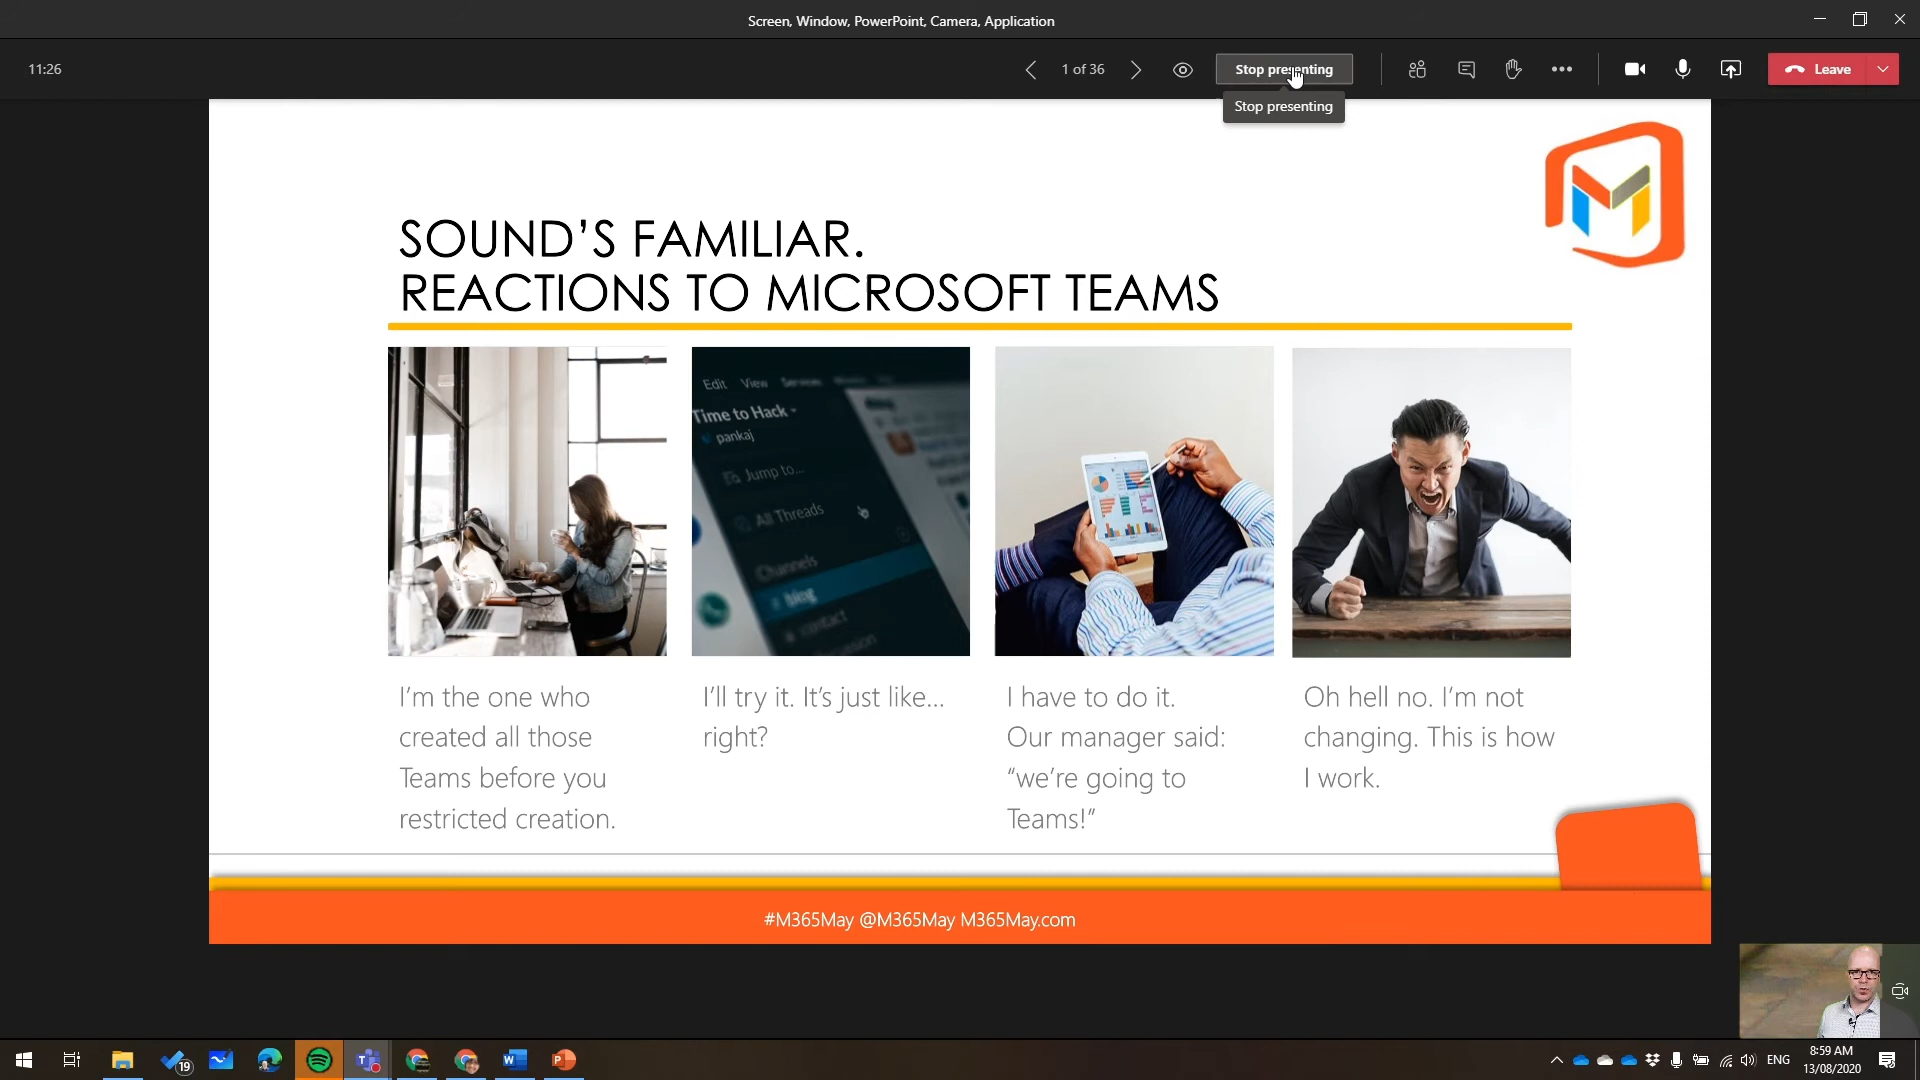 Screen, Window, PowerPoint, Camera, Application
11:26
1 of 36
Stop presenting
Leave
Stop presenting
SOUND'S FAMILIAR.
REACTIONS TO MICROSOFT TEAMS
Edit View Services
Time to Hack
pankaj
Jump to...
All Threads
Channels
# blog
# contact
I'm the one who
created all those
Teams before you
restricted creation.
I'll try it. It's just like...
right?
I have to do it.
Our manager said:
"we're going to
Teams!"
Oh hell no. I'm not
changing. This is how
I work.
#M365May @M365May M365May.com
19
ENG
8:59 AM
13/08/2020